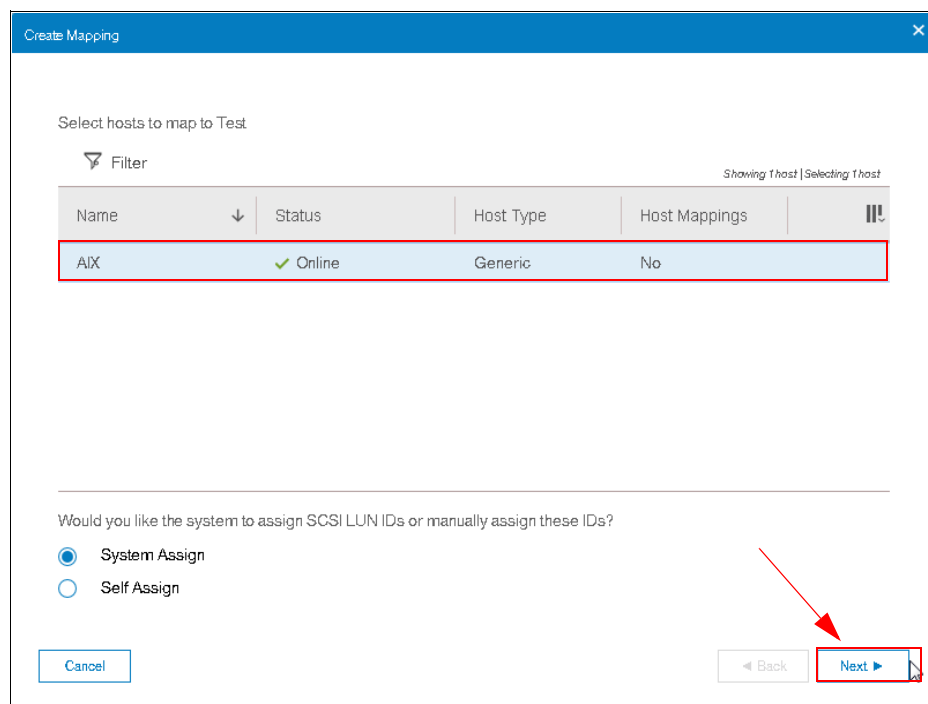 Create Mapping
Select hosts to map to Test
Filter
Showing 1 host | Selecting 1 host
Name Status Host Type Host Mappings
AIX Online Generic No
Would you like the system to assign SCSI LUN IDs or manually assign these IDs?
System Assign
Self Assign
Cancel Back Next